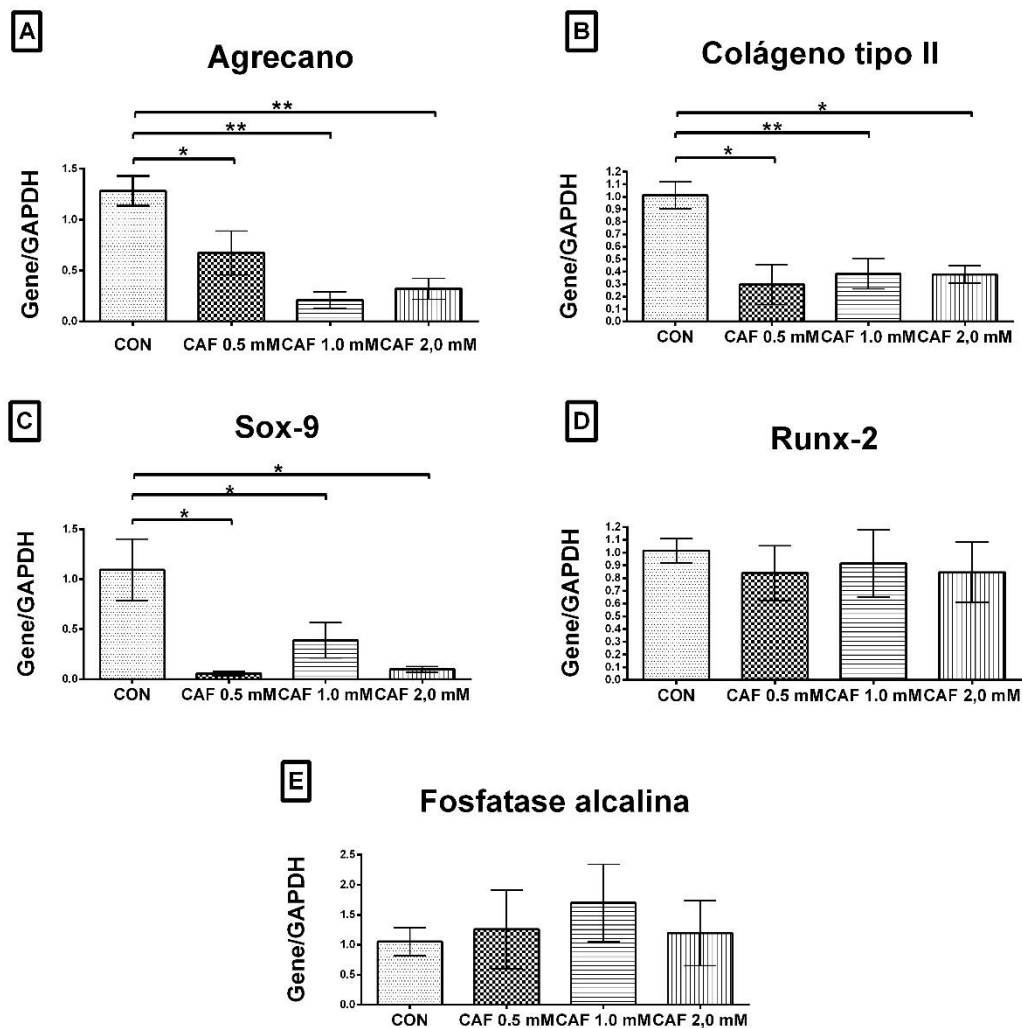 A
Agrecano
**
**
*
Gene/GAPDH
1.5
1.0
0.5
0.0
CON CAF 0.5 mM CAF 1.0 mM CAF 2,0 mM
B
Colágeno tipo II
*
**
*
Gene/GAPDH
1.2
1.1
1.0
0.9
0.8
0.7
0.6
0.5
0.4
0.3
0.2
0.1
0.0
CON CAF 0.5 mM CAF 1.0 mM CAF 2,0 mM
C
Sox-9
*
*
*
Gene/GAPDH
1.5
1.0
0.5
0.0
CON CAF 0.5 mM CAF 1.0 mM CAF 2,0 mM
D
Runx-2
Gene/GAPDH
1.2
1.1
1.0
0.9
0.8
0.7
0.6
0.5
0.4
0.3
0.2
0.1
0.0
CON CAF 0.5 mM CAF 1.0 mM CAF 2,0 mM
E
Fosfatase alcalina
Gene/GAPDH
2.5
2.0
1.5
1.0
0.5
0.0
CON CAF 0.5 mM CAF 1.0 mM CAF 2,0 mM